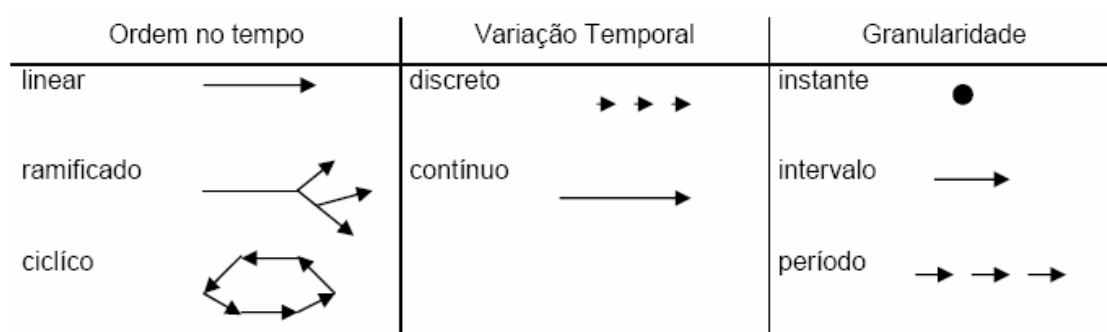 Ordem no tempo Variação Temporal Granularidade
linear discreto instante
ramificado contínuo intervalo
ciclíco período